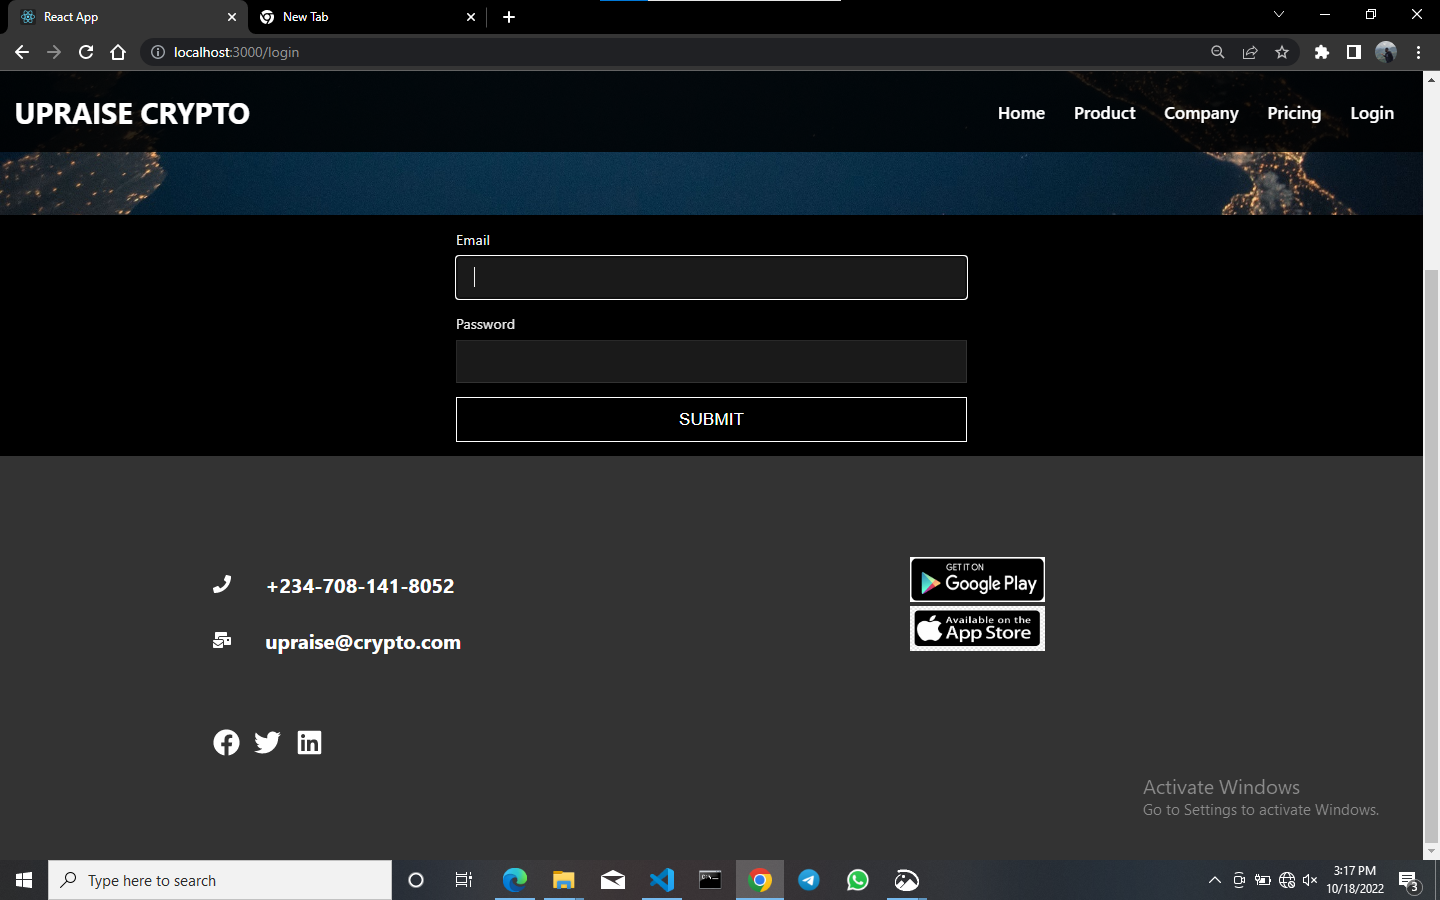 React App
New Tab
localhost:3000/login
UPRAISE CRYPTO
Home
Product
Company
Pricing
Login
Email
Password
SUBMIT
+234-708-141-8052
upraise@crypto.com
GET IT ON
Google Play
Available on the
App Store
Activate Windows
Go to Settings to activate Windows.
Type here to search
3:17 PM
10/18/2022
3